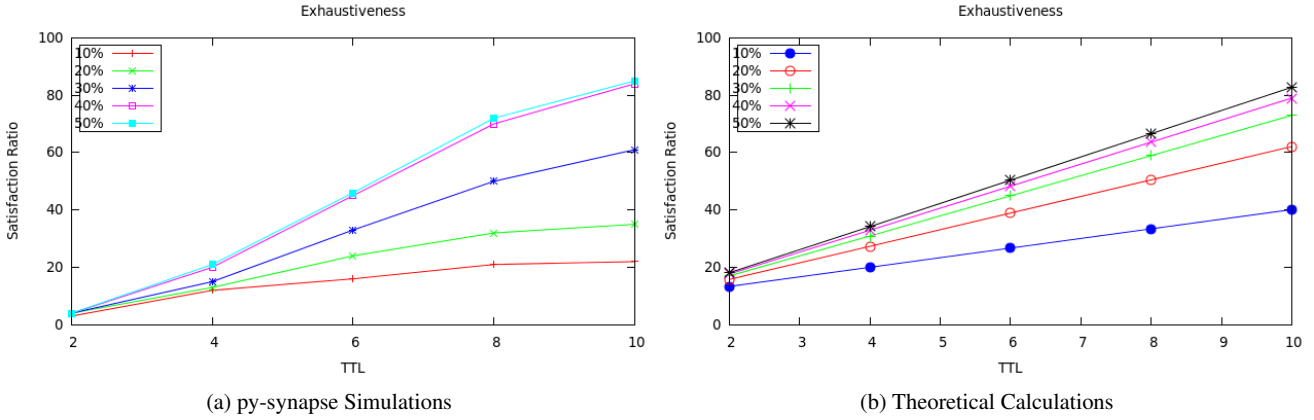 Exhaustiveness
100
80
60
40
20
0
Satisfaction Ratio
10%
20%
30%
40%
50%
2 4 6 8 10
TTL
(a) py-synapse Simulations
Exhaustiveness
100
80
60
40
20
0
Satisfaction Ratio
10%
20%
30%
40%
50%
2 3 4 5 6 7 8 9 10
TTL
(b) Theoretical Calculations